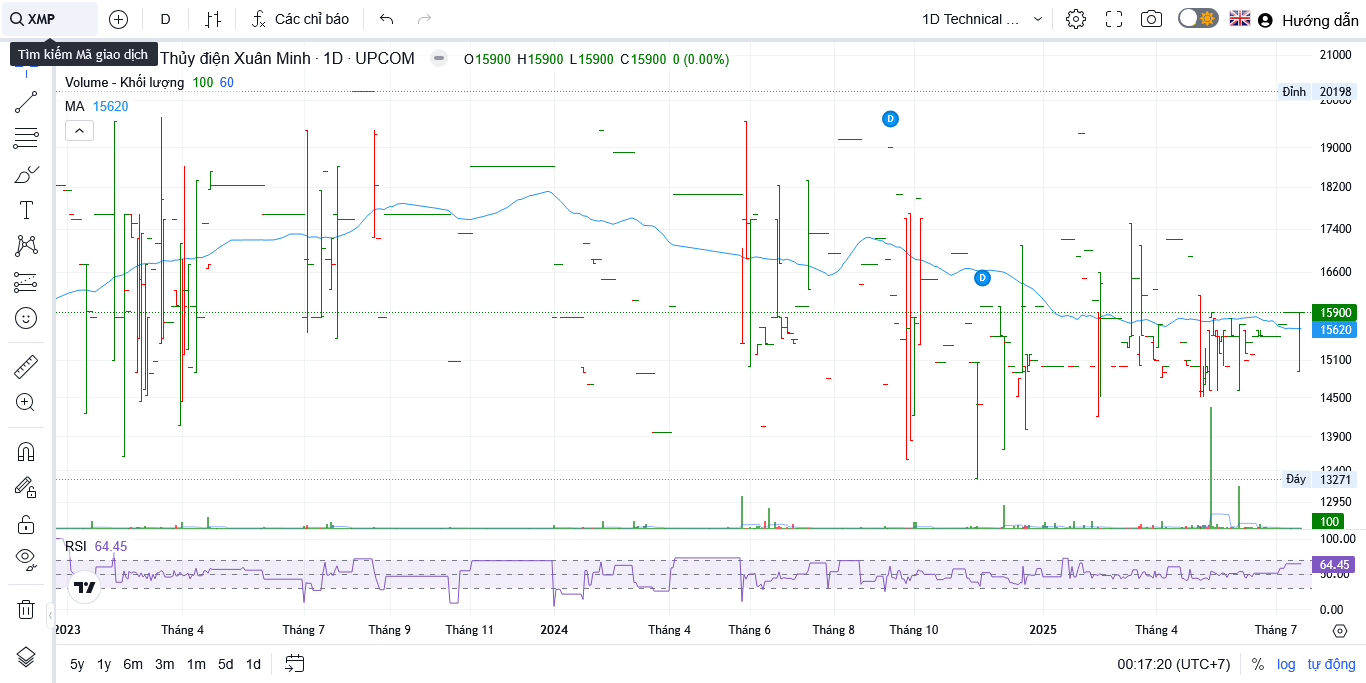 XMP
D
Các chỉ báo
1D Technical ...
Hướng dẫn
Tìm kiếm Mã giao dịch
Thủy điện Xuân Minh · 1D · UPCOM
O15900 H15900 L15900 C15900 0 (0.00%)
Volume - Khối lượng 100 60
MA 15620
D
D
21000
Đỉnh 20198
20000
19000
18200
17400
16600
15900
15620
15100
14500
13900
13400
Đáy 13271
12950
100
RSI 64.45
100.00
64.45
50.00
0.00
2023 Tháng 4 Tháng 7 Tháng 9 Tháng 11 2024 Tháng 4 Tháng 6 Tháng 8 Tháng 10 2025 Tháng 4 Tháng 7
5y 1y 6m 3m 1m 5d 1d
00:17:20 (UTC+7) % log tự động